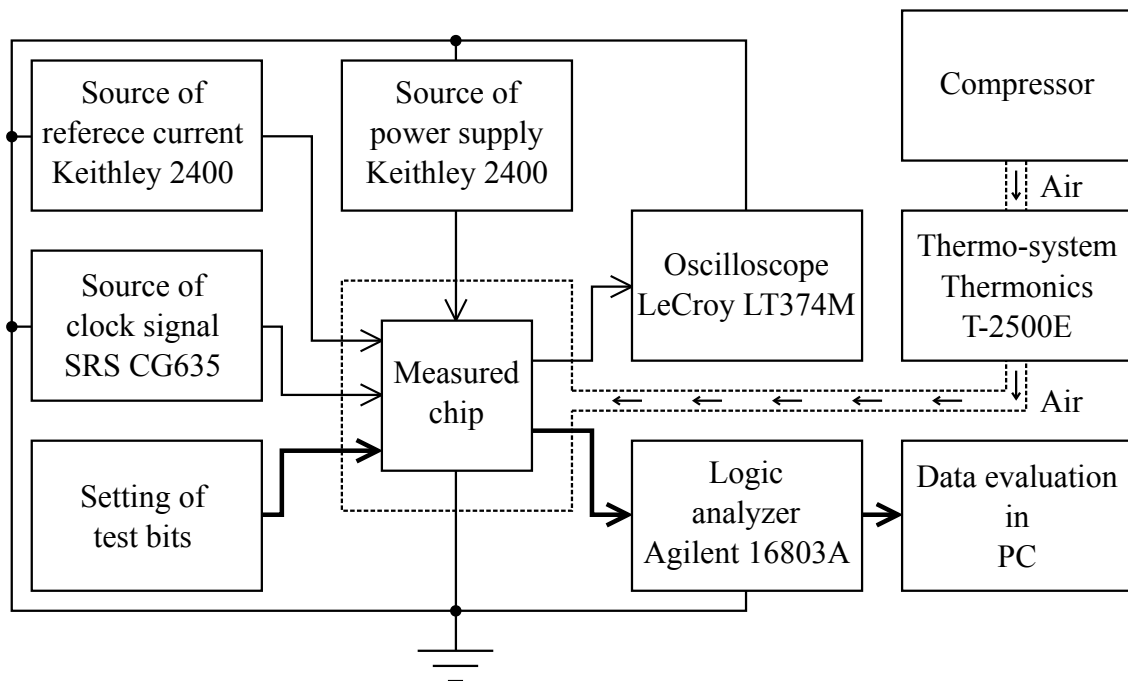 Source of
referece current
Keithley 2400
Source of
power supply
Keithley 2400
Compressor
Air
Source of
clock signal
SRS CG635
Measured
chip
Oscilloscope
LeCroy LT374M
Thermo-system
Thermonics
T-2500E
Air
Setting of
test bits
Logic
analyzer
Agilent 16803A
Data evaluation
in
PC